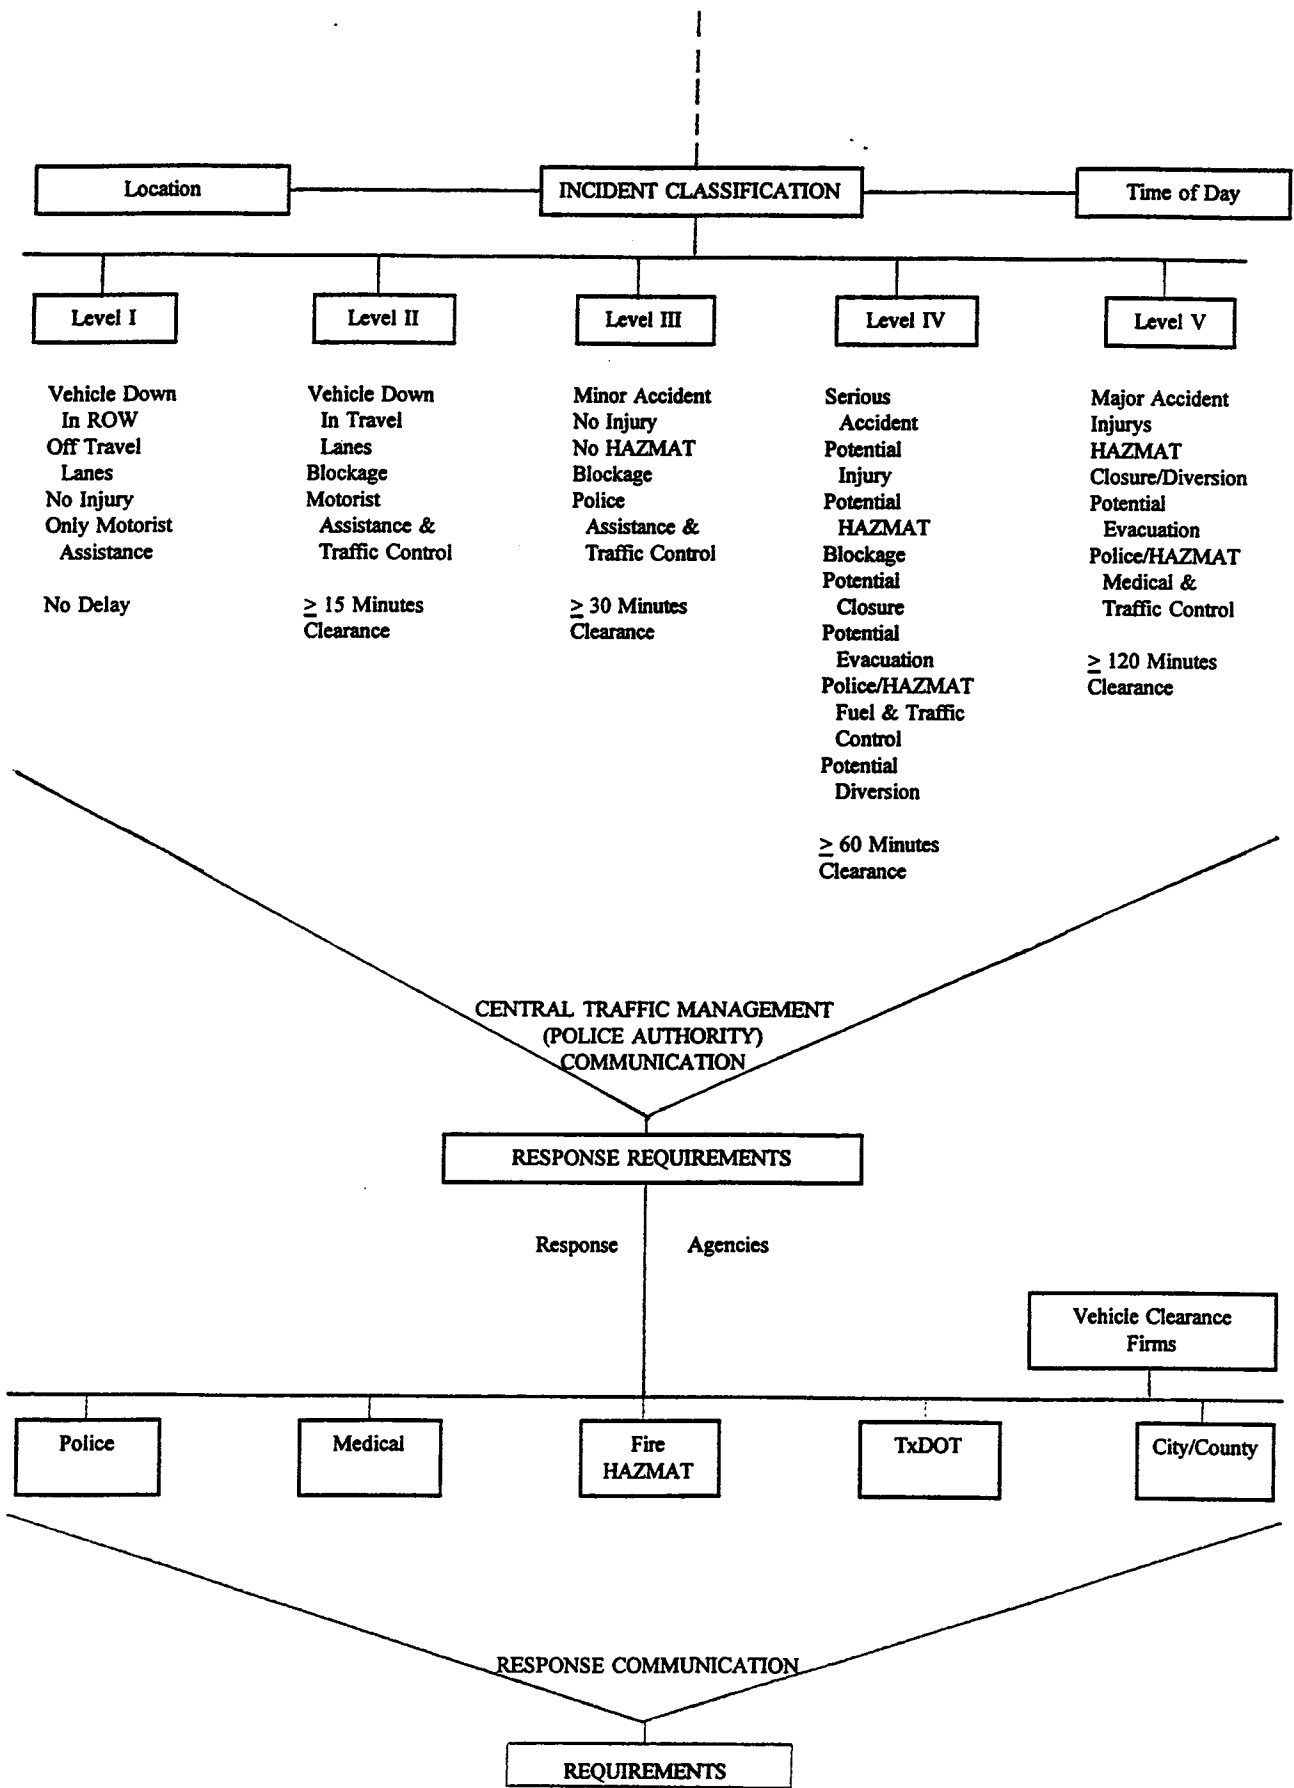 Location
INCIDENT CLASSIFICATION
Time of Day
Level I
Level II
Level III
Level IV
Level V
Vehicle Down
In ROW
Off Travel
Lanes
No Injury
Only Motorist
Assistance
No Delay
Vehicle Down
In Travel
Lanes
Blockage
Motorist
Assistance &
Traffic Control
≥ 15 Minutes
Clearance
Minor Accident
No Injury
No HAZMAT
Blockage
Police
Assistance &
Traffic Control
≥ 30 Minutes
Clearance
Serious
Accident
Potential
Injury
Potential
HAZMAT
Blockage
Potential
Closure
Potential
Evacuation
Police/HAZMAT
Fuel & Traffic
Control
Potential
Diversion
≥ 60 Minutes
Clearance
Major Accident
Injurys
HAZMAT
Closure/Diversion
Potential
Evacuation
Police/HAZMAT
Medical &
Traffic Control
≥ 120 Minutes
Clearance
CENTRAL TRAFFIC MANAGEMENT
(POLICE AUTHORITY)
COMMUNICATION
RESPONSE REQUIREMENTS
Response Agencies
Vehicle Clearance
Firms
Police
Medical
Fire
HAZMAT
TxDOT
City/County
RESPONSE COMMUNICATION
REQUIREMENTS